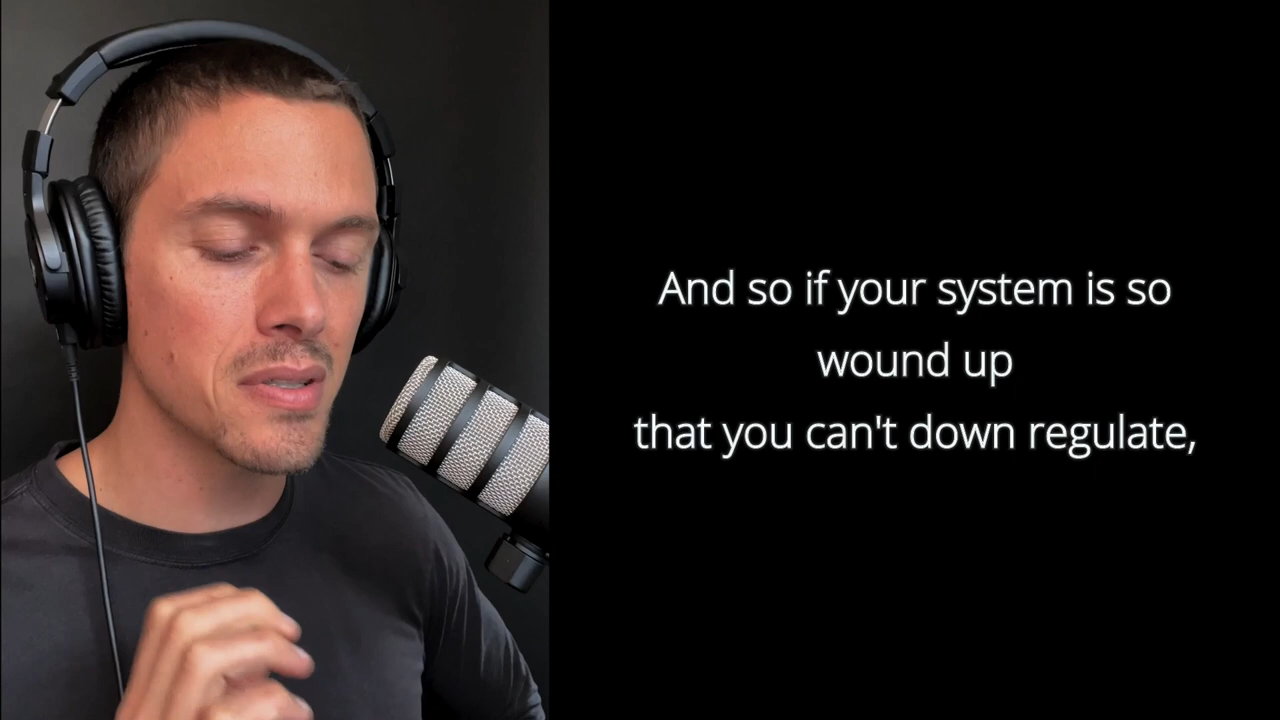 And so if your system is so
wound up
that you can't down regulate,